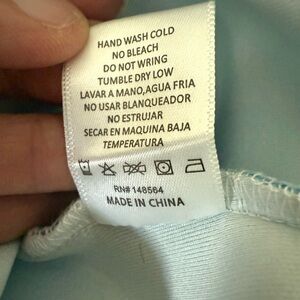 HAND WASH COLD
NO BLEACH
DO NOT WRING
TUMBLE DRY LOW
LAVAR A MANO,AGUA FRIA
NO USAR BLANQUEADOR
NO ESTRUJAR
SECAR EN MAQUINA BAJA
TEMPERATURA
RN# 148564
MADE IN CHINA